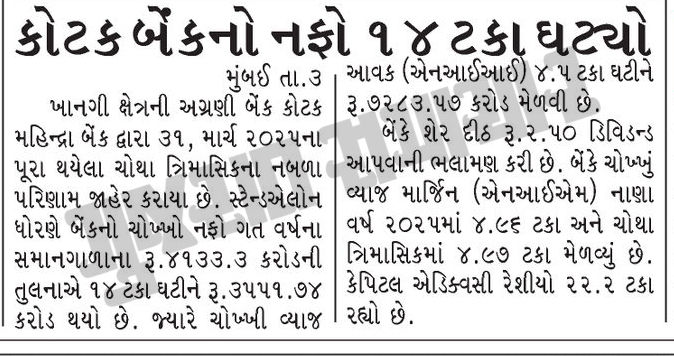 કોટક બેંકનો નફો ૧૪ ટકા ઘટ્યો
મુંબઈ તા.૩
ખાનગી ક્ષેત્રની અગ્રણી બેંક કોટક
મહિન્દ્રા બેંક દ્વારા ૩૧, માર્ચ ૨૦૨૫ના
પૂરા થયેલા ચોથા ત્રિમાસિકના નબળા
પરિણામ જાહેર કરાયા છે. સ્ટેન્ડએલોન
ધોરણે બેંકનો ચોખ્ખો નફો ગત વર્ષના
સમાનગાળાના રૂ.૪૧૩૩.૩ કરોડની
તુલનાએ ૧૪ ટકા ઘટીને રૂ.૩૫૫૧.૭૪
કરોડ થયો છે. જ્યારે ચોખ્ખી વ્યાજ
આવક (એનઆઈઆઈ) ૪.૫ ટકા ઘટીને
રૂ.૭૨૮૩.૫૭ કરોડ મેળવી છે.
બેંકે શેર દીઠ રૂ.૨.૫૦ ડિવિડન્ડ
આપવાની ભલામણ કરી છે. બેંકે ચોખ્ખું
વ્યાજ માર્જિન (એનઆઈએમ) નાણા
વર્ષ ૨૦૨૫માં ૪.૯૬ ટકા અને ચોથા
ત્રિમાસિકમાં ૪.૯૭ ટકા મેળવ્યું છે.
કેપિટલ એડિક્વસી રેશીયો ૨૨.૨ ટકા
રહ્યો છે.